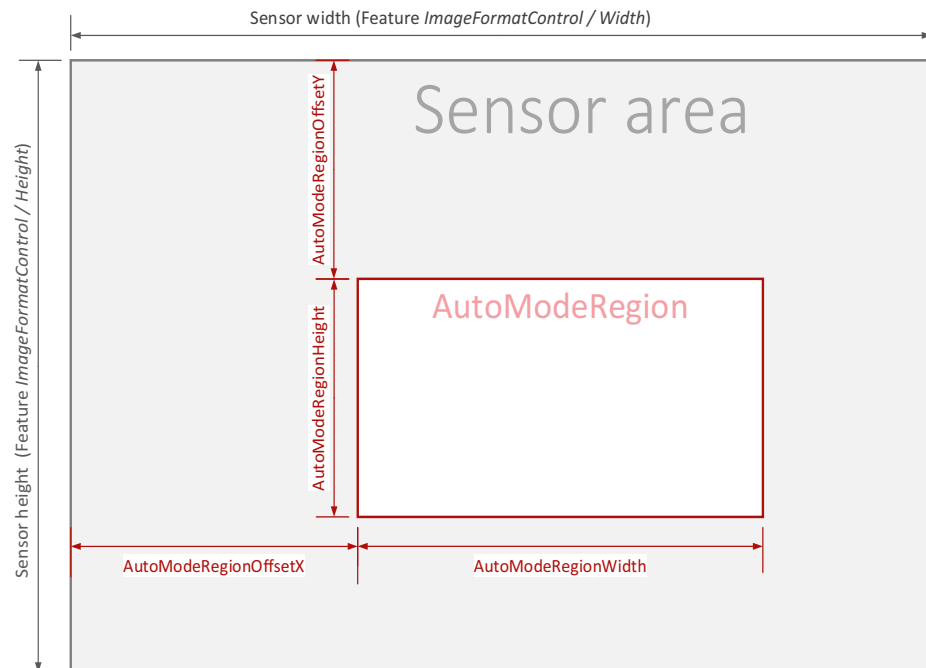 Sensor width (Feature ImageFormatControl / Width)
Sensor height (Feature ImageFormatControl / Height)
Sensor area
AutoModeRegionOffsetY
AutoModeRegion
AutoModeRegionHeight
AutoModeRegionOffsetX
AutoModeRegionWidth